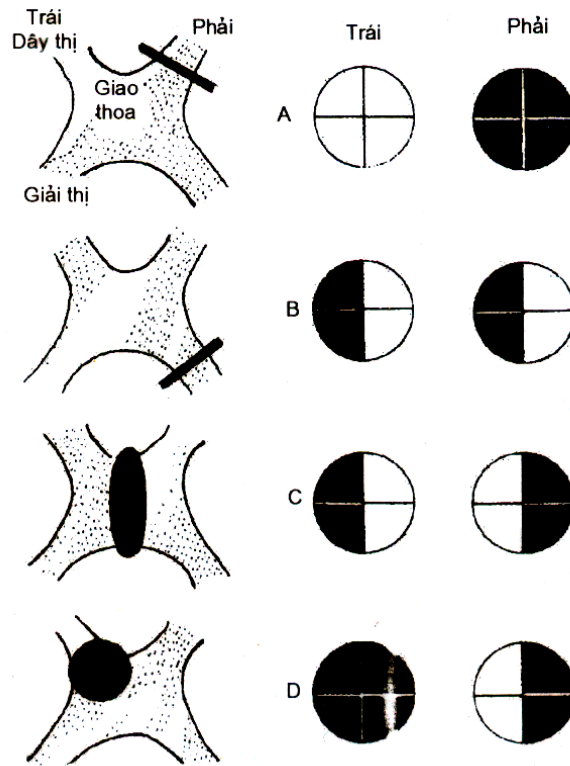 Trái
Dây thị
Phải
Trái
Phải
Giao
thoa
A
Giải thị
B
C
D